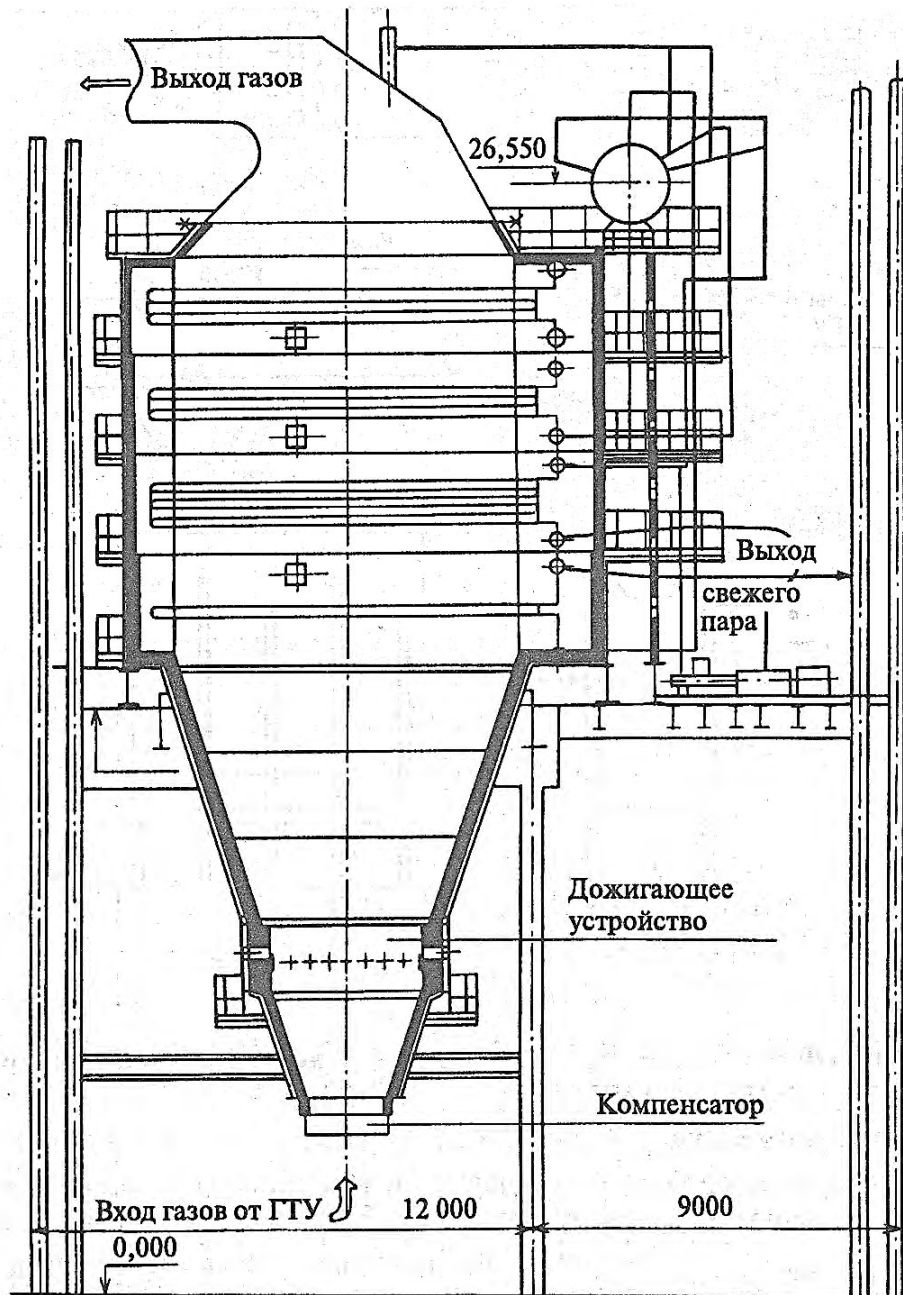 Выход газов
26,550
Выход
свежего
пара
Дожигающее
устройство
Компенсатор
Вход газов от ГТУ
12 000
9000
0,000